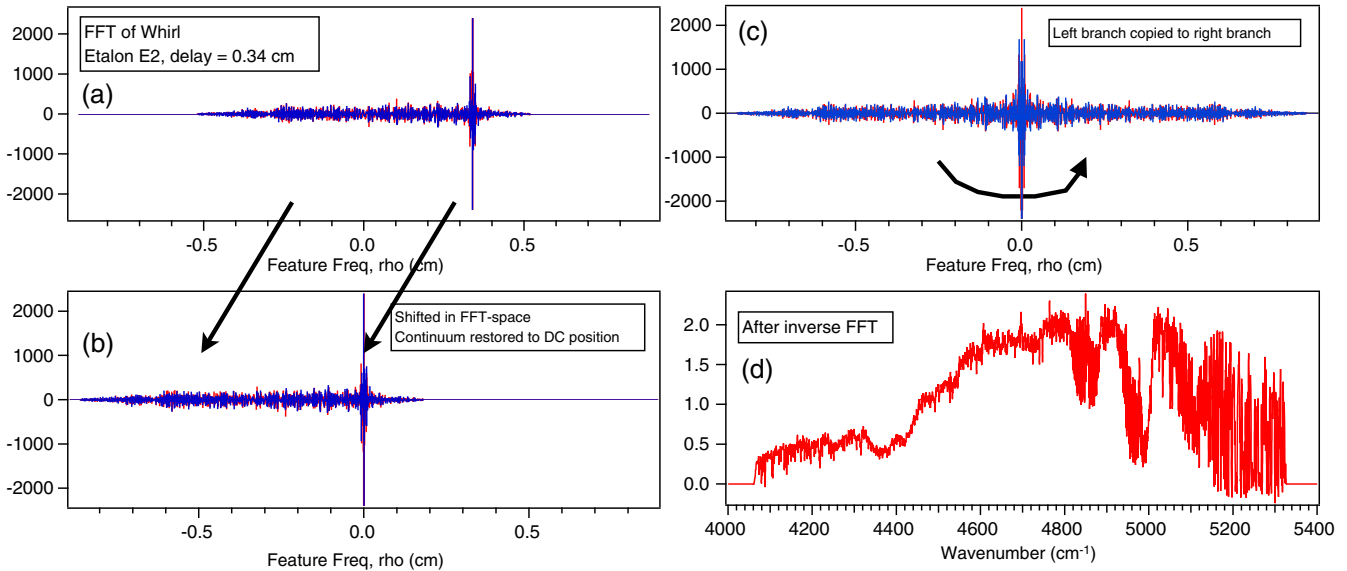 FFT of Whirl
Etalon E2, delay = 0.34 cm
(a)
2000
1000
0
-1000
-2000
-0.5
0.0
0.5
Feature Freq, rho (cm)
(c)
Left branch copied to right branch
2000
1000
0
-1000
-2000
-0.5
0.0
0.5
Feature Freq, rho (cm)
Shifted in FFT-space
Continuum restored to DC position
(b)
2000
1000
0
-1000
-2000
-0.5
0.0
0.5
Feature Freq, rho (cm)
After inverse FFT
(d)
2.0
1.5
1.0
0.5
0.0
4000
4200
4400
4600
4800
5000
5200
5400
Wavenumber (cm⁻¹)